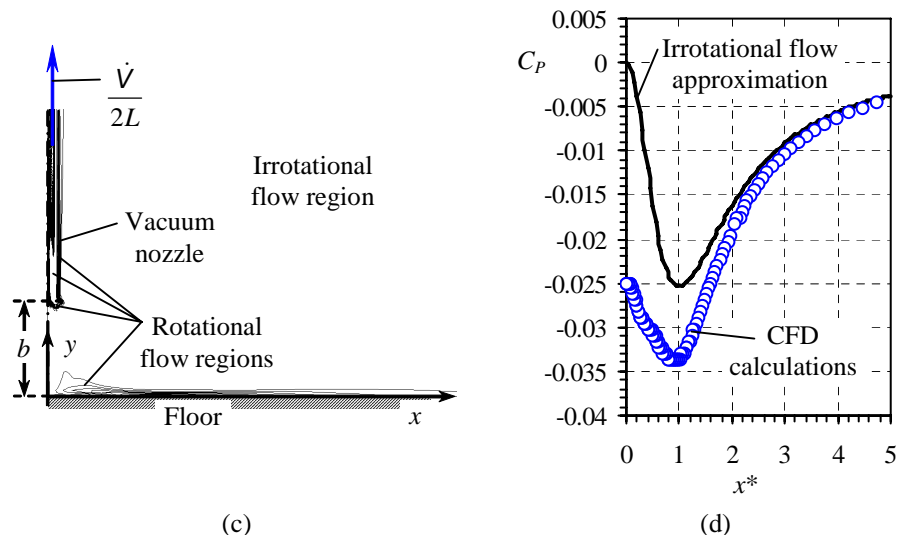 V̇
2L
Irrotational
flow region
Vacuum
nozzle
b
y
Rotational
flow regions
Floor
x
(c)
C_P
0.005
0
-0.005
-0.01
-0.015
-0.02
-0.025
-0.03
-0.035
-0.04
Irrotational flow
approximation
CFD
calculations
0 1 2 3 4 5
x*
(d)